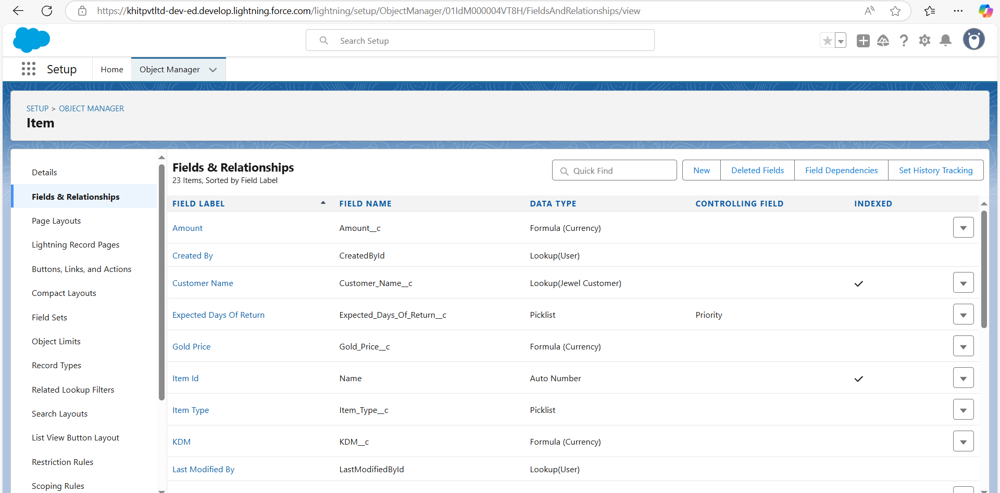 https://khitpvtltd-dev-ed.develop.lightning.force.com/lightning/setup/ObjectManager/01IdM000004VT8H/FieldsAndRelationships/view
Search Setup
Setup
Home
Object Manager
SETUP > OBJECT MANAGER
Item
Details
Fields & Relationships
Page Layouts
Lightning Record Pages
Buttons, Links, and Actions
Compact Layouts
Field Sets
Object Limits
Record Types
Related Lookup Filters
Search Layouts
List View Button Layout
Restriction Rules
Scoping Rules
Fields & Relationships
23 Items, Sorted by Field Label
Quick Find
New
Deleted Fields
Field Dependencies
Set History Tracking
FIELD LABEL FIELD NAME DATA TYPE CONTROLLING FIELD INDEXED
Amount Amount__c Formula (Currency)
Created By CreatedById Lookup(User)
Customer Name Customer_Name__c Lookup(Jewel Customer)
Expected Days Of Return Expected_Days_Of_Return__c Picklist Priority
Gold Price Gold_Price__c Formula (Currency)
Item Id Name Auto Number
Item Type Item_Type__c Picklist
KDM KDM__c Formula (Currency)
Last Modified By LastModifiedById Lookup(User)